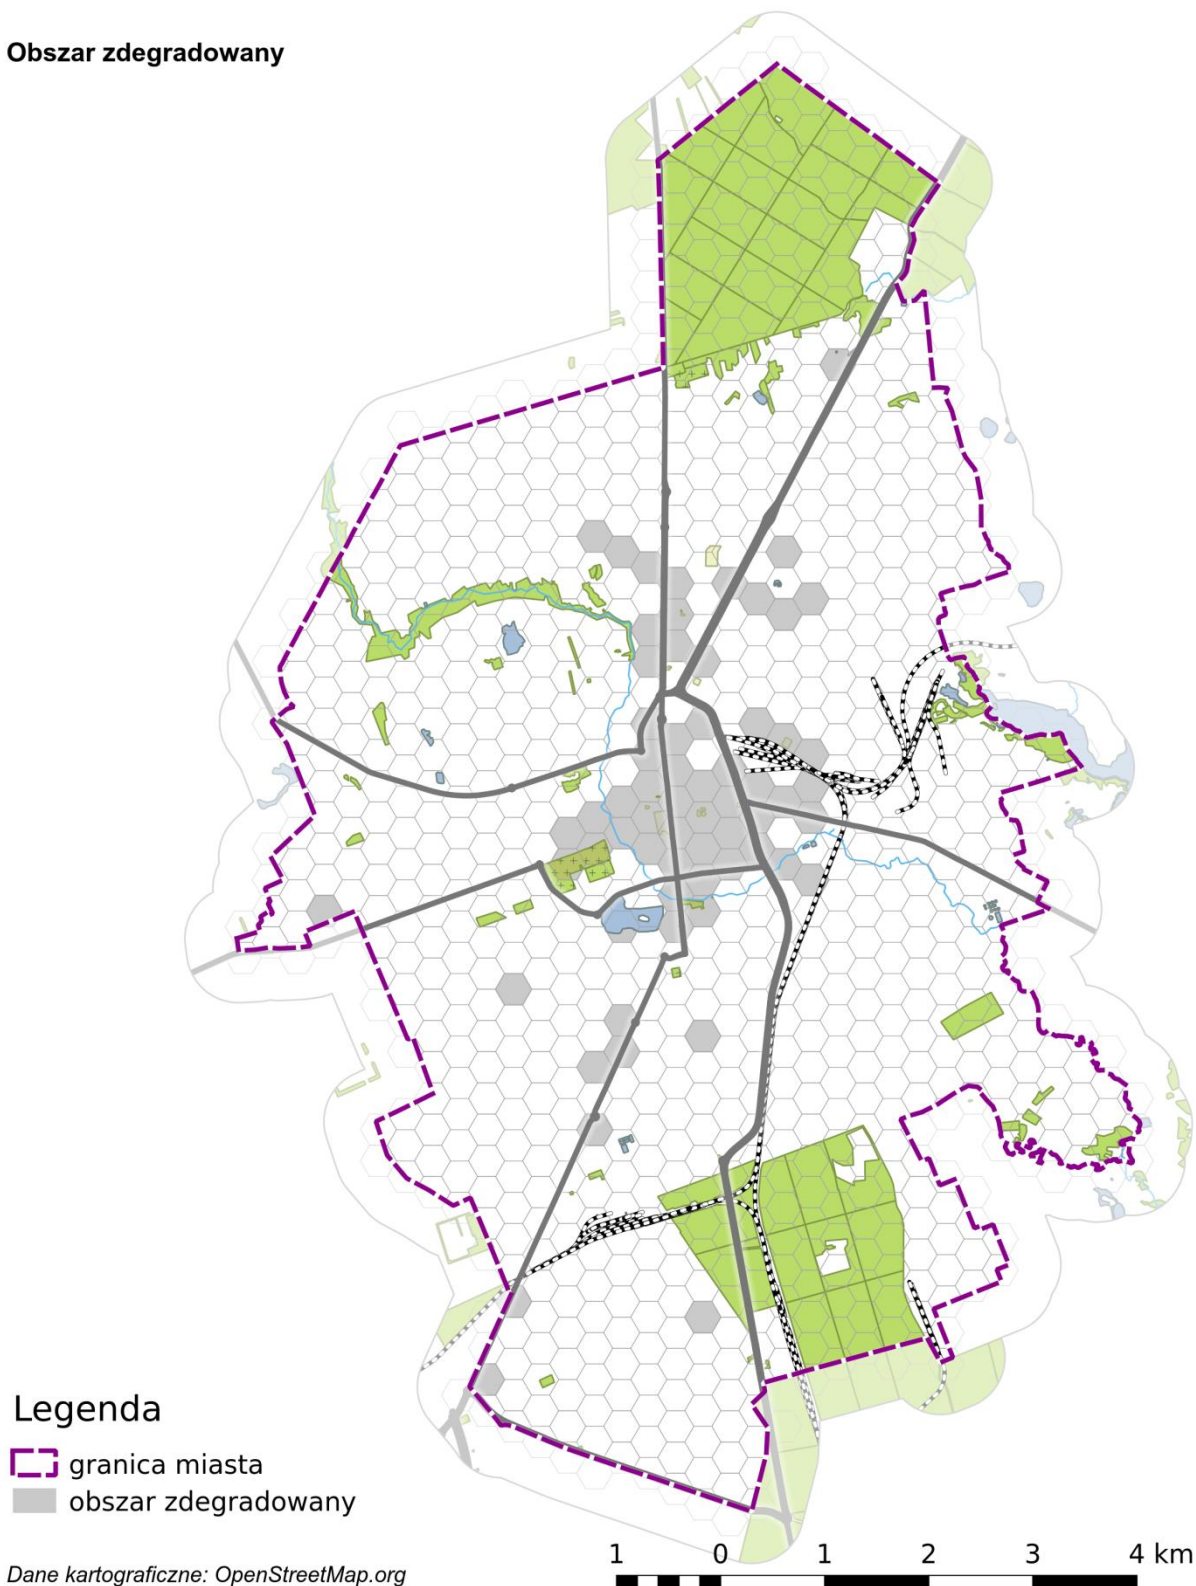 Obszar zdegradowany
Legenda
granica miasta
obszar zdegradowany
Dane kartograficzne: OpenStreetMap.org
1 0 1 2 3 4 km